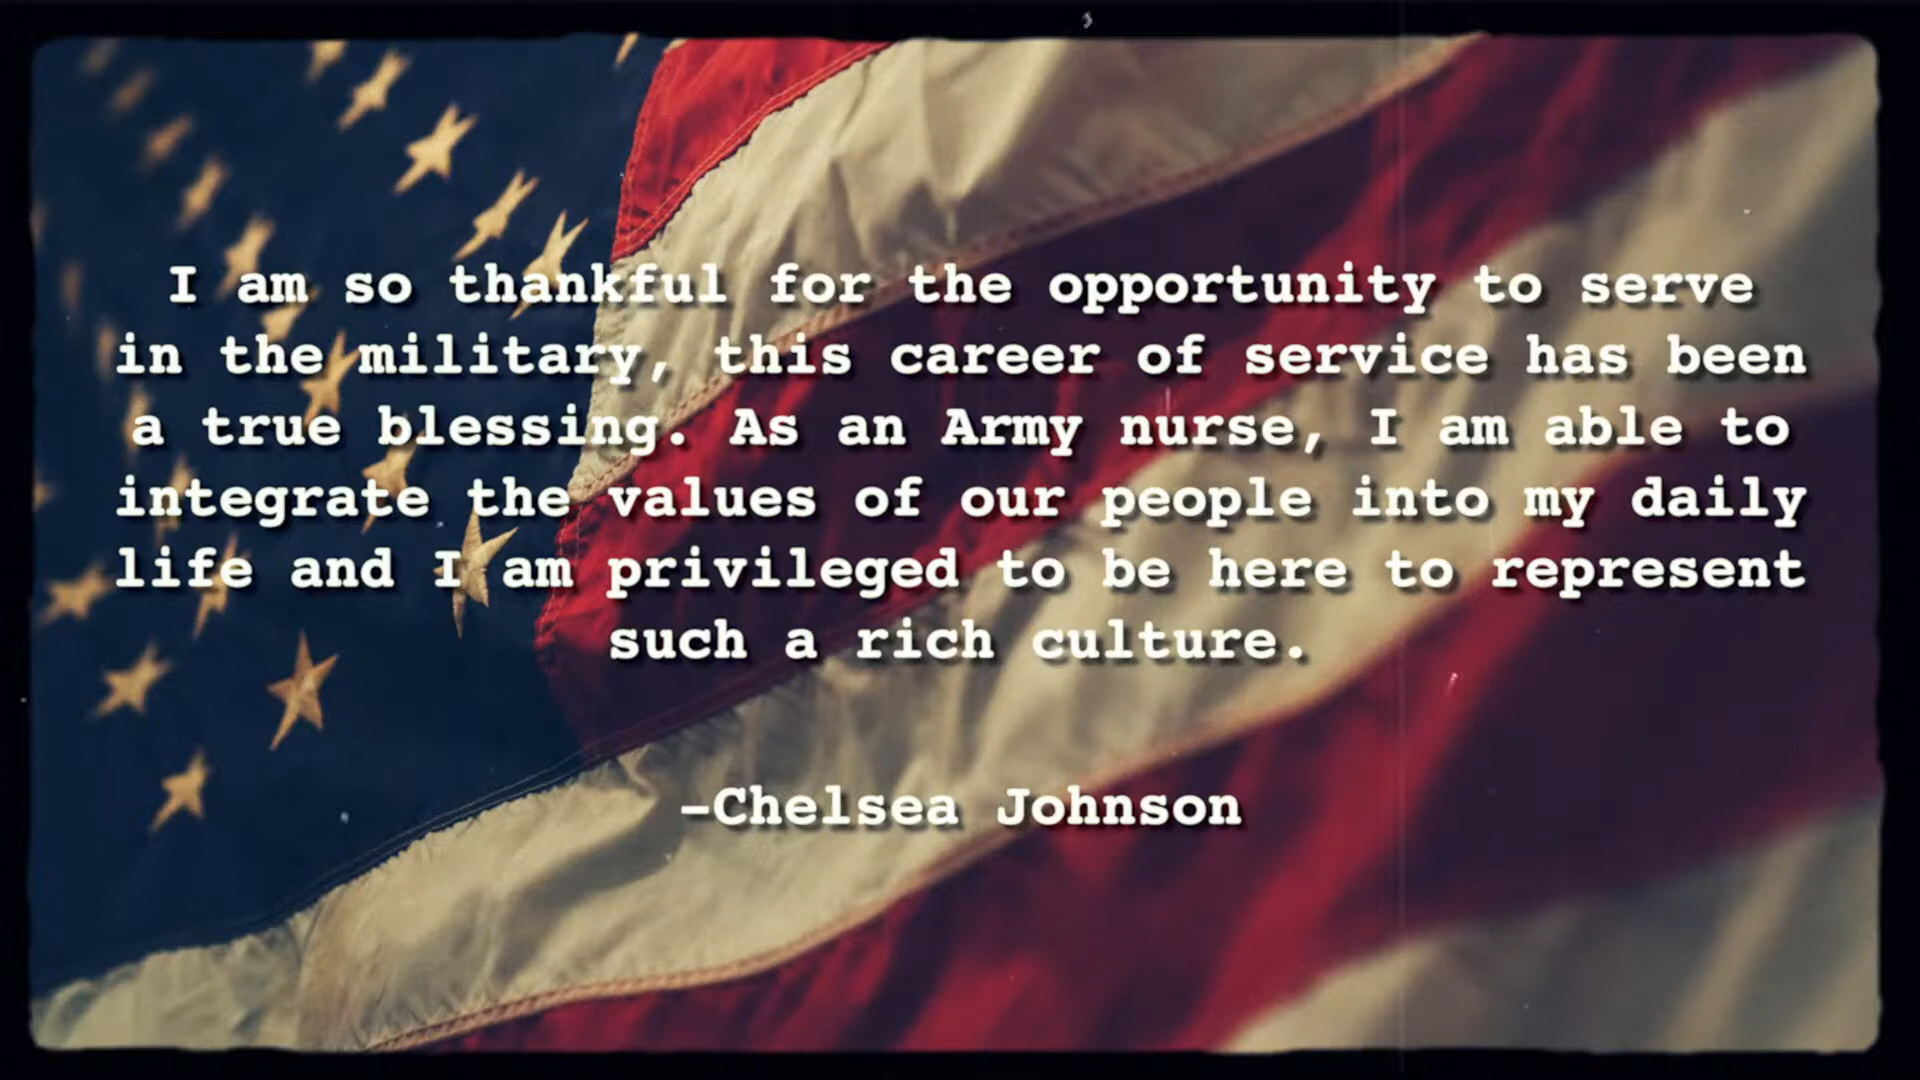 I am so thankful for the opportunity to serve
in the military, this career of service has been
a true blessing. As an Army nurse, I am able to
integrate the values of our people into my daily
life and I am privileged to be here to represent
such a rich culture.
–Chelsea Johnson